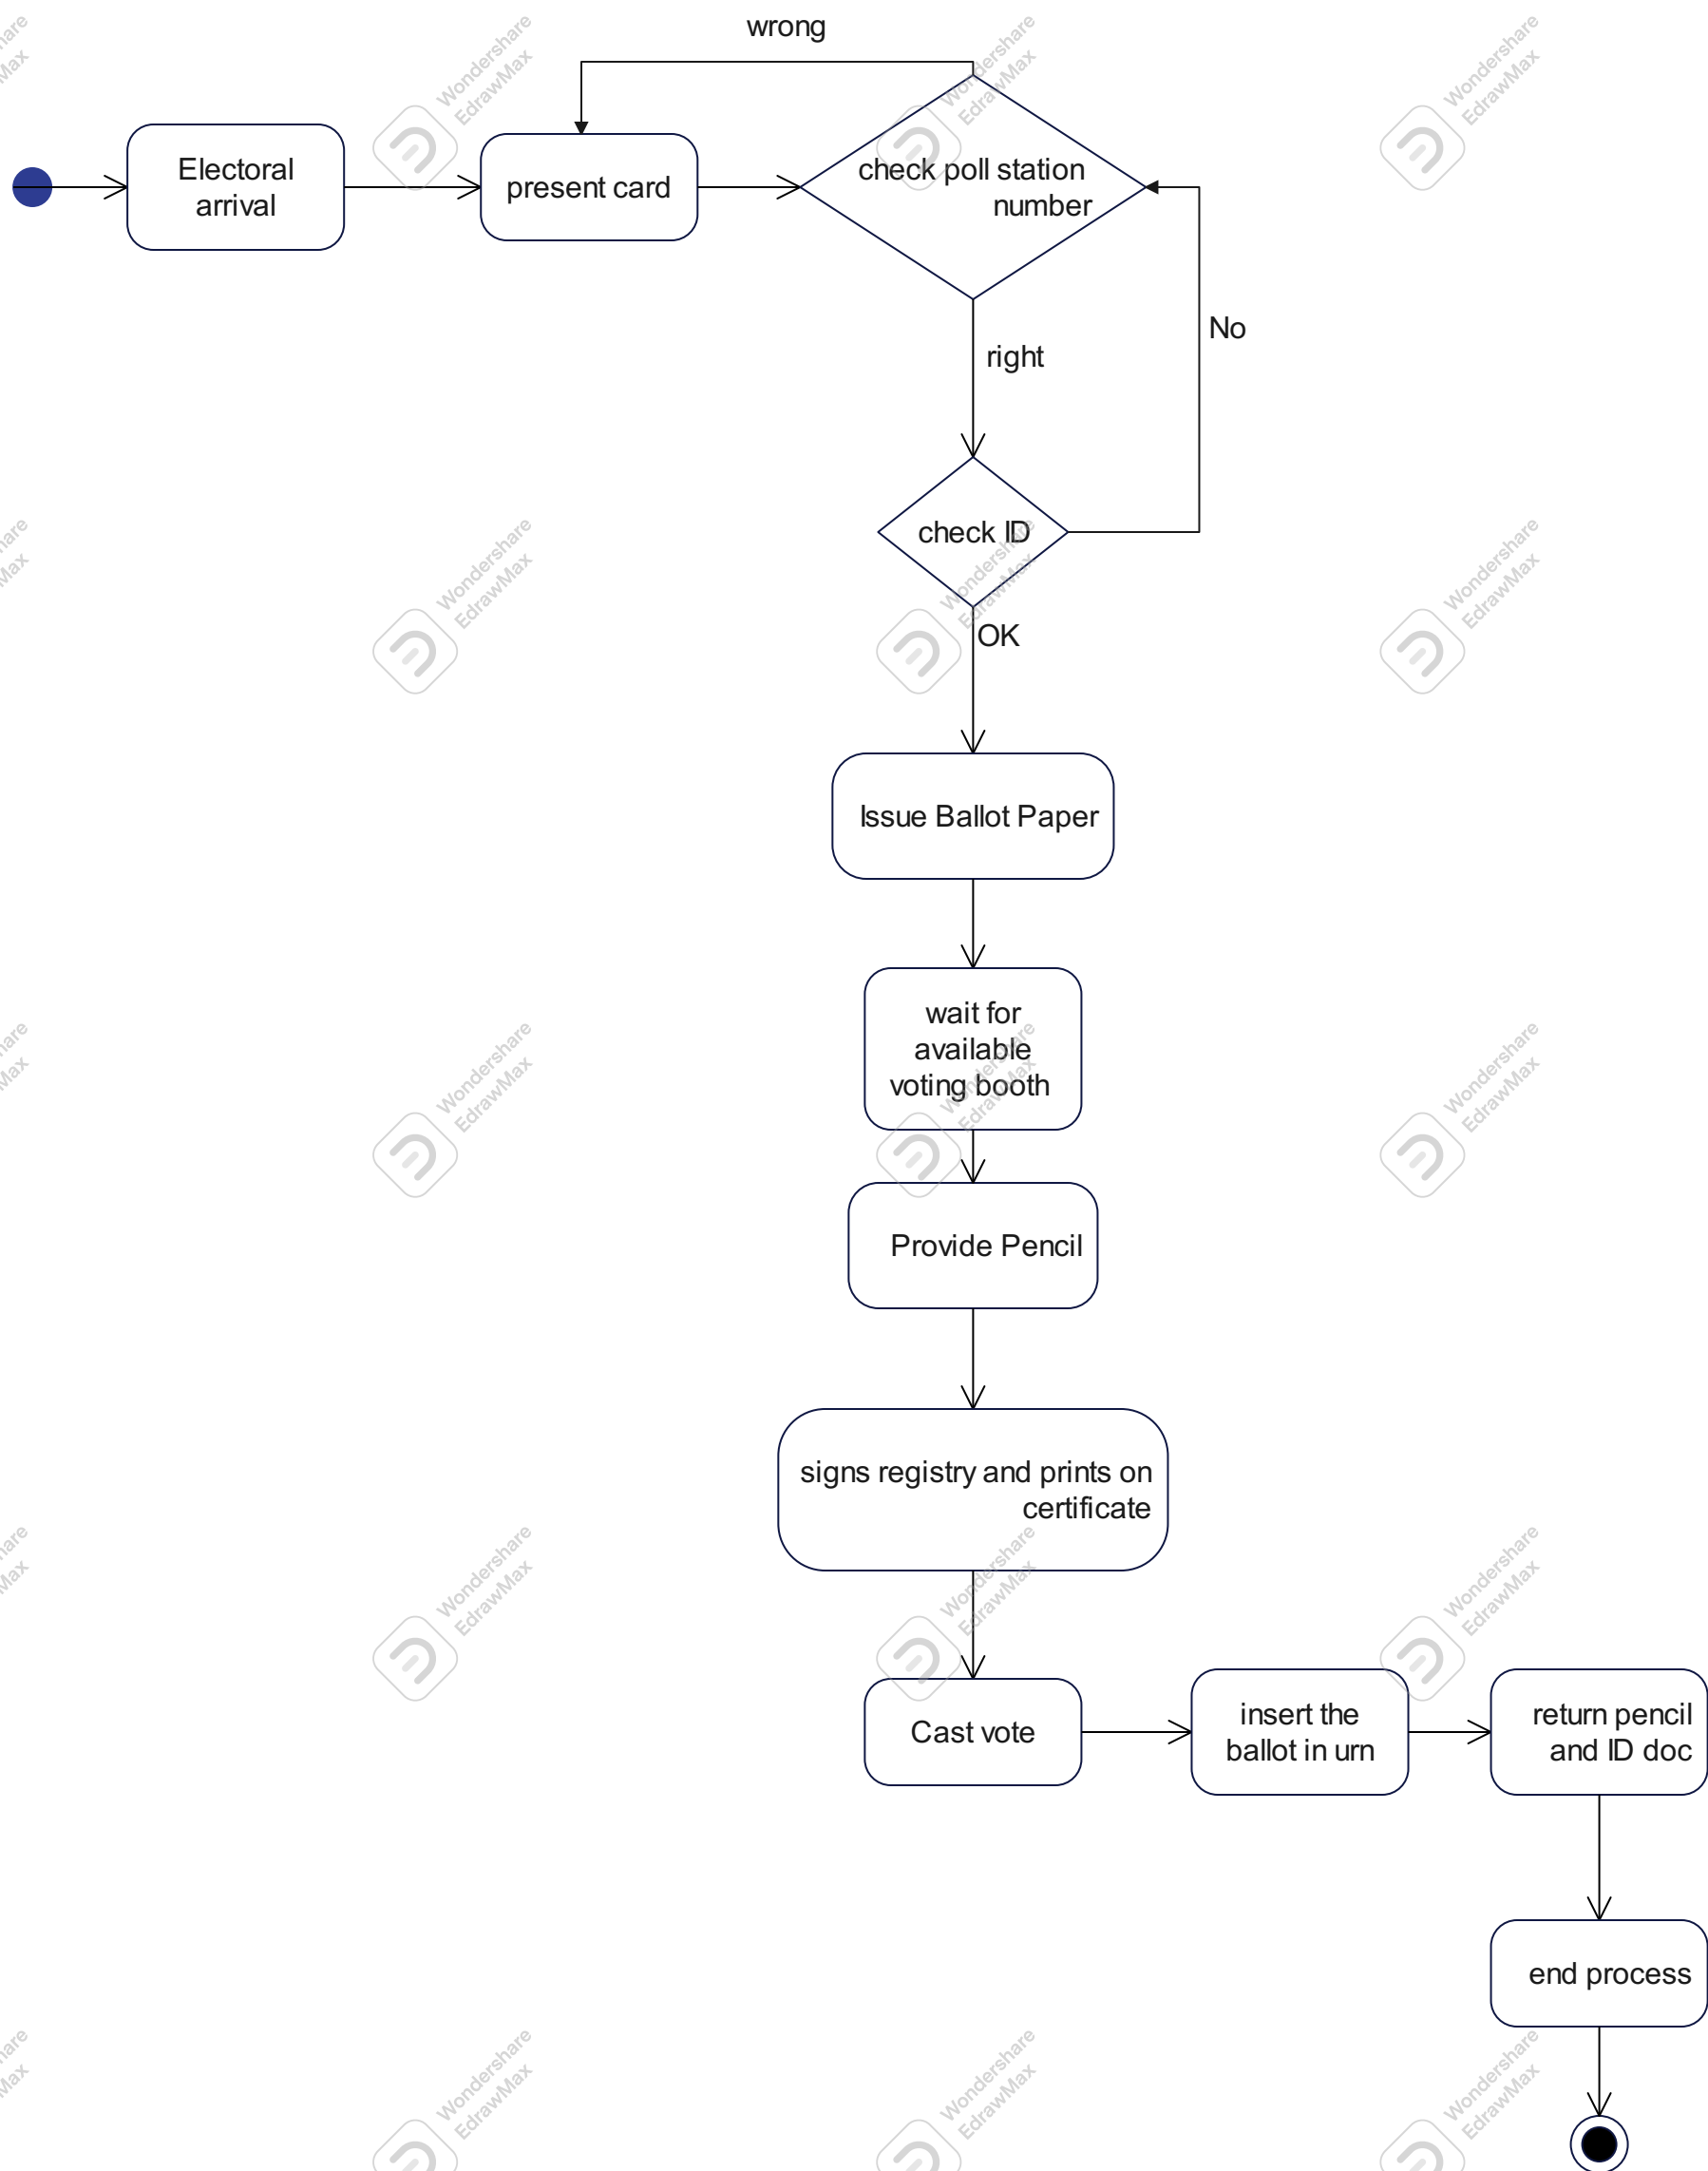 wrong
Electoral
arrival
present card
check poll station
number
No
right
check ID
OK
Issue Ballot Paper
wait for
available
voting booth
Provide Pencil
signs registry and prints on
certificate
Cast vote
insert the
ballot in urn
return pencil
and ID doc
end process
Wondershare
EdrawMax